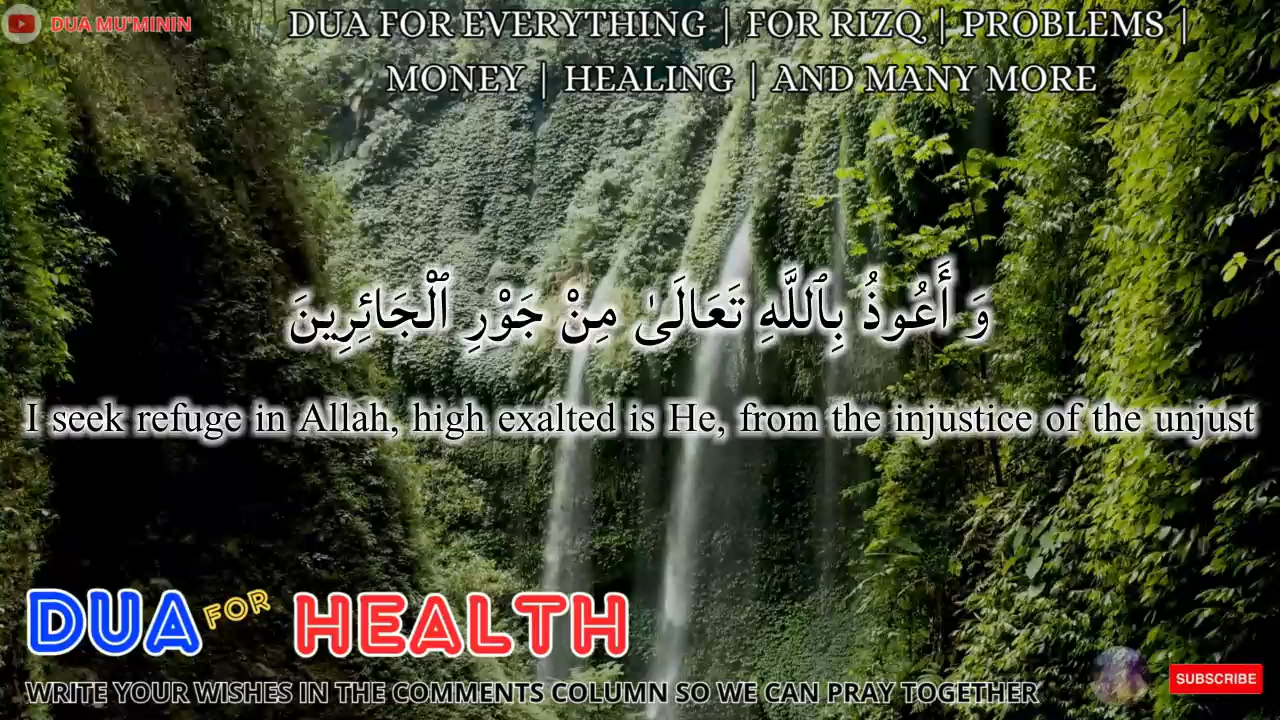 DUA MU'MINiN
DUA FOR EVERYTHING | FOR RIZQ | PROBLEMS |
MONEY | HEALING | AND MANY MORE
وَ أَعُوذُ بِٱللَّهِ تَعَالَىٰ مِنْ جَوْرِ ٱلْجَائِرِينَ
I seek refuge in Allah, high exalted is He, from the injustice of the unjust
DUA FOR HEALTH
WRITE YOUR WISHES IN THE COMMENTS COLUMN SO WE CAN PRAY TOGETHER
SUBSCRIBE